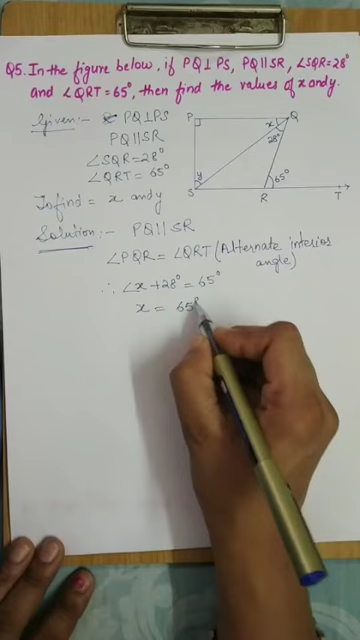 Q5. In the figure below, if PQ⊥PS, PQ∥SR, ∠SQR=28°
and ∠QRT=65°, then find the values of x and y.
Given:- PQ⊥PS
PQ∥SR
∠SQR=28°
∠QRT=65°
To find = x and y
P
Q
x
28°
y
65°
S
R
T
Solution:- PQ∥SR
∠PQR=∠QRT (Alternate interior
angle)
∴ ∠x+28°=65°
x = 65°